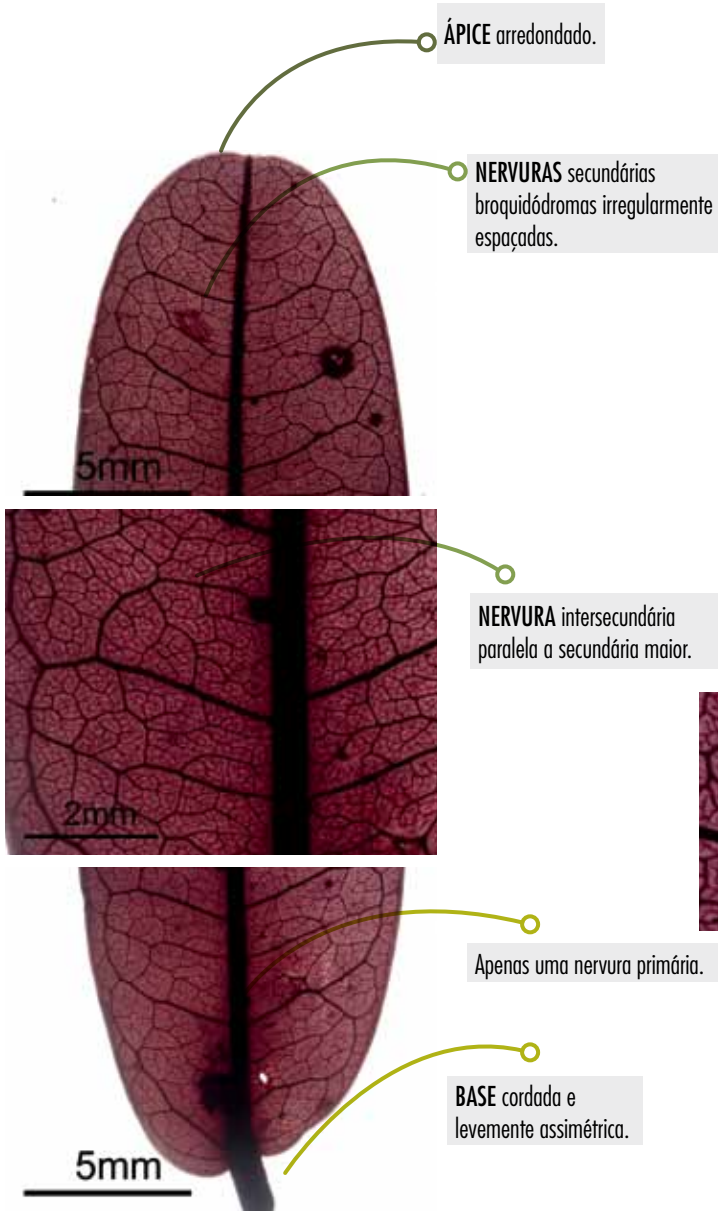 ÁPICE arredondado.
NERVURAS secundárias
broquidódromas irregularmente
espaçadas.
5mm
NERVURA intersecundária
paralela a secundária maior.
2mm
Apenas uma nervura primária.
BASE cordada e
levemente assimétrica.
5mm